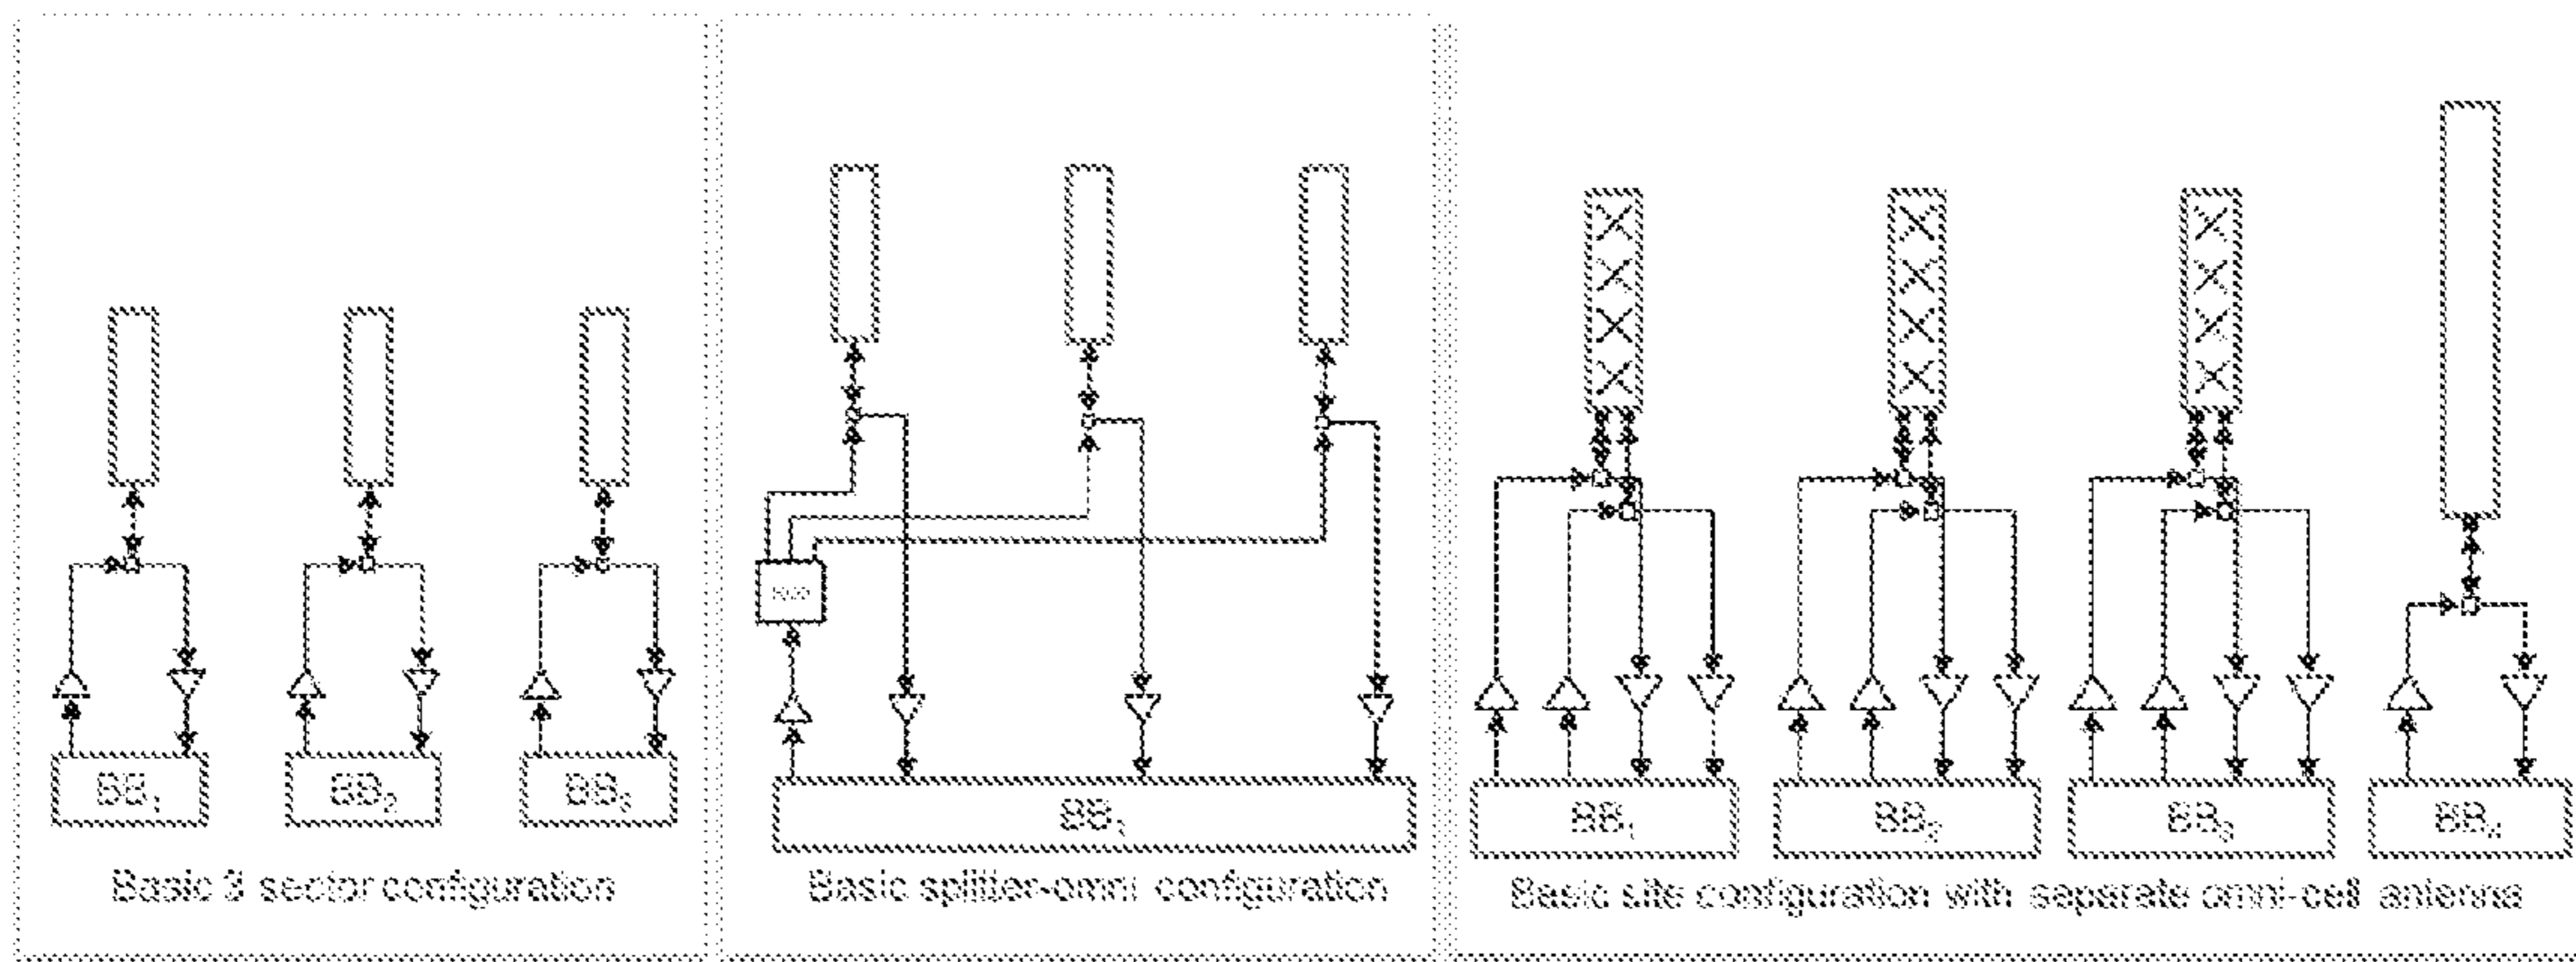 BB₁ BB₂ BB₃
Basic 3 sector configuration
BB₁
Basic splitter-omni configuration
BB₁ BB₂ BB₃ BB₄
Basic site configuration with separate omni-cell antenna